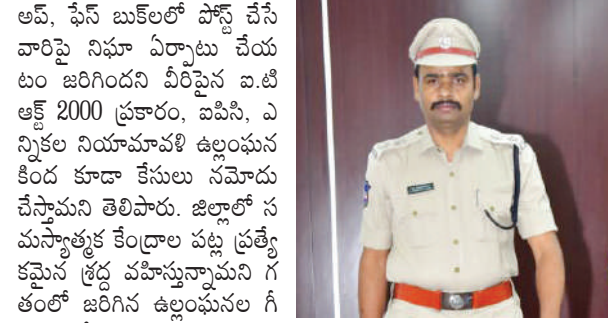 అప్, ఫేస్ బుక్‌లలో పోస్ట్ చేసే
వారిపై నిఘా ఏర్పాటు చేయ
టం జరిగిందని వీరిపైన ఐ.టి
ఆక్ట్ 2000 ప్రకారం, ఐపిసి, ఎ
న్నికల నియామావళి ఉల్లంఘన
కింద కూడా కేసులు నమోదు
చేస్తామని తెలిపారు. జిల్లాలో స
మస్యాత్మక కేంద్రాల పట్ల ప్రత్యే
కమైన శ్రద్ద వహిస్తున్నామని గ
తంలో జరిగిన ఉల్లంఘనల గీ